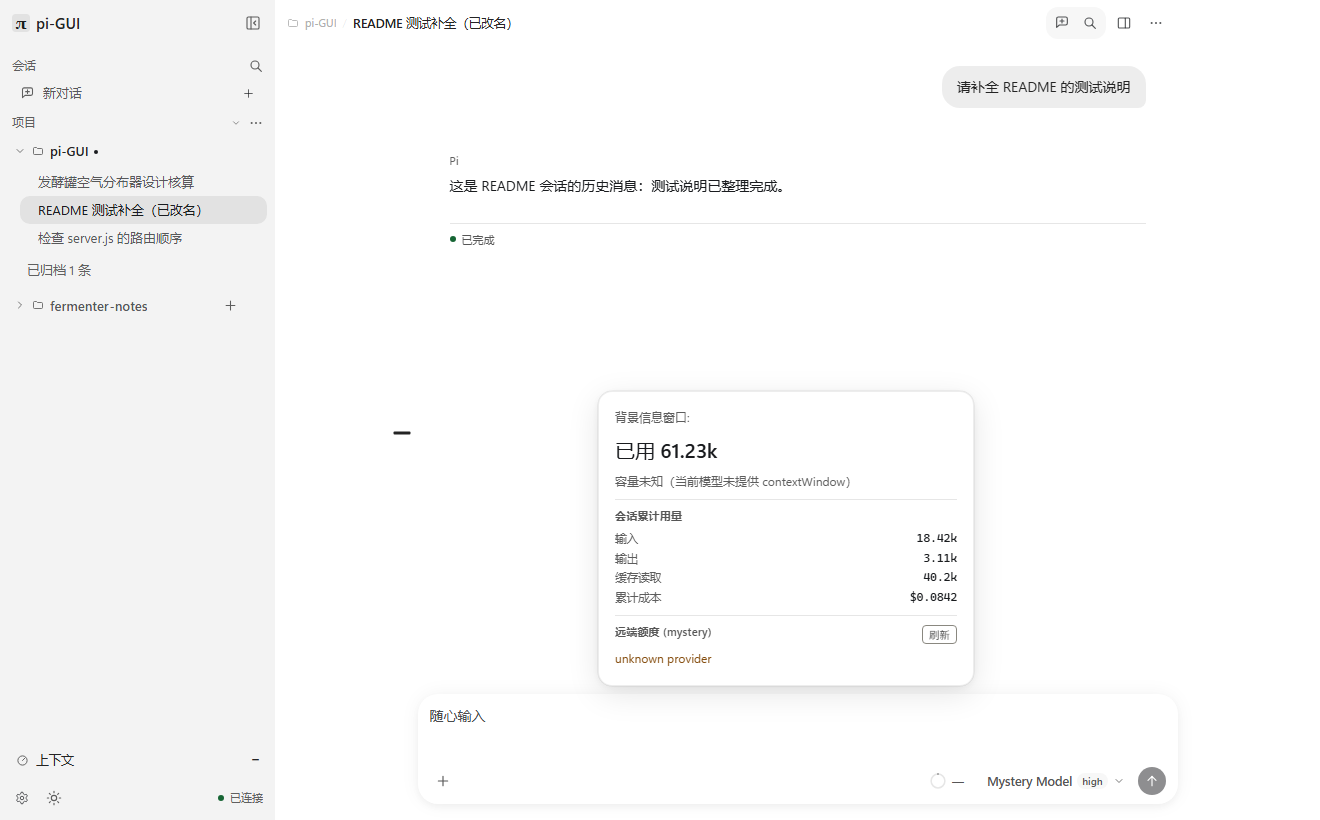 π pi-GUI
会话
新对话
项目
pi-GUI
发酵罐空气分布器设计核算
README 测试补全（已改名）
检查 server.js 的路由顺序
已归档 1 条
fermenter-notes
上下文
已连接
pi-GUI / README 测试补全（已改名）
请补全 README 的测试说明
Pi
这是 README 会话的历史消息：测试说明已整理完成。
已完成
背景信息窗口:
已用 61.23k
容量未知（当前模型未提供 contextWindow）
会话累计用量
输入 18.42k
输出 3.11k
缓存读取 40.2k
累计成本 $0.0842
远端额度 (mystery) 刷新
unknown provider
随心输入
— Mystery Model high